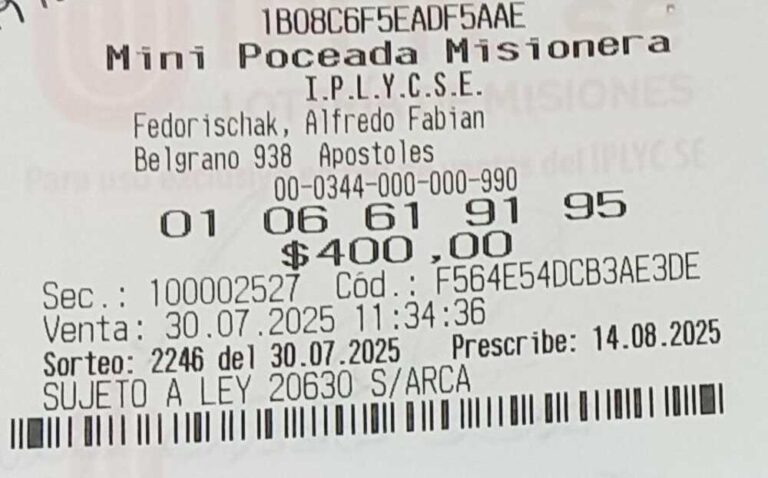 1B08C6F5EADF5AAE
Mini Poceada Misionera
I.P.L.Y.C.S.E.
Fedorischak, Alfredo Fabian
Belgrano 938 Apostoles
00-0344-000-000-990
01 06 61 91 95
$400,00
Sec.: 100002527 Cód.: F564E54DCB3AE3DE
Venta: 30.07.2025 11:34:36
Sorteo: 2246 del 30.07.2025 Prescribe: 14.08.2025
SUJETO A LEY 20630 S/ARCA